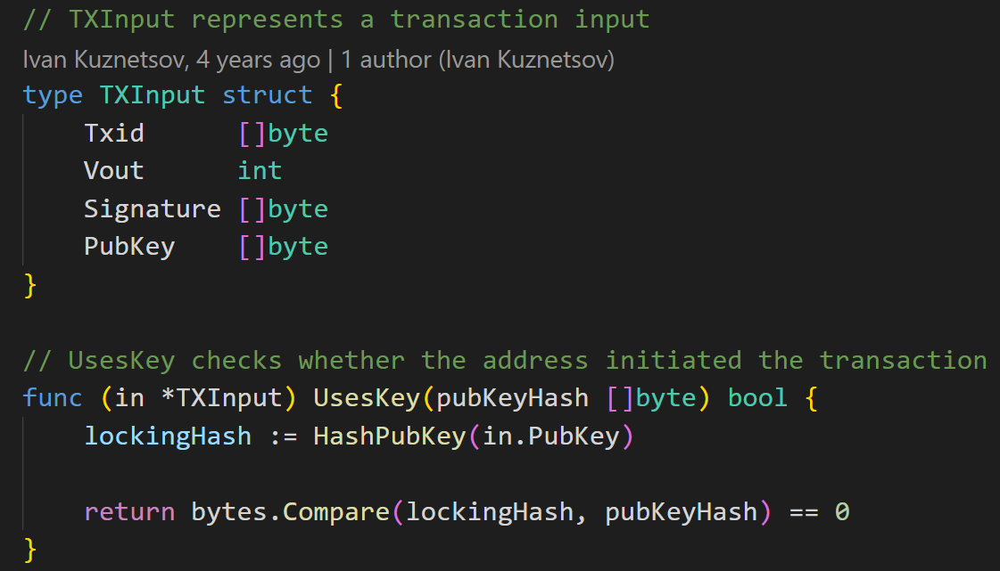 // TXInput represents a transaction input
Ivan Kuznetsov, 4 years ago | 1 author (Ivan Kuznetsov)
type TXInput struct {
    Txid      []byte
    Vout      int
    Signature []byte
    PubKey    []byte
}

// UsesKey checks whether the address initiated the transaction
func (in *TXInput) UsesKey(pubKeyHash []byte) bool {
    lockingHash := HashPubKey(in.PubKey)

    return bytes.Compare(lockingHash, pubKeyHash) == 0
}